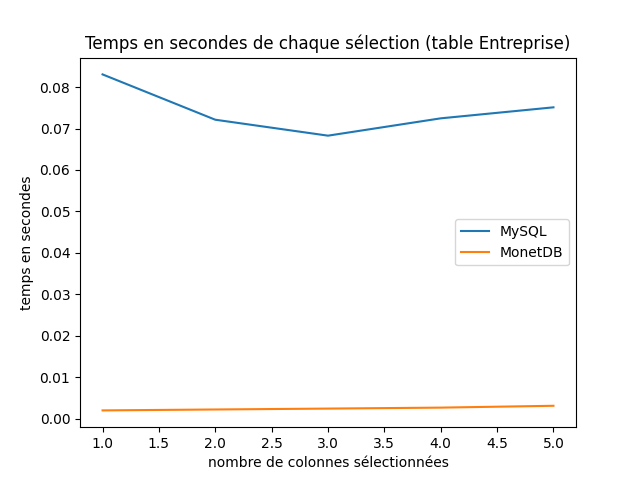 Temps en secondes de chaque sélection (table Entreprise)
temps en secondes
0.08
0.07
0.06
0.05
0.04
0.03
0.02
0.01
0.00
MySQL
MonetDB
1.0 1.5 2.0 2.5 3.0 3.5 4.0 4.5 5.0
nombre de colonnes sélectionnées